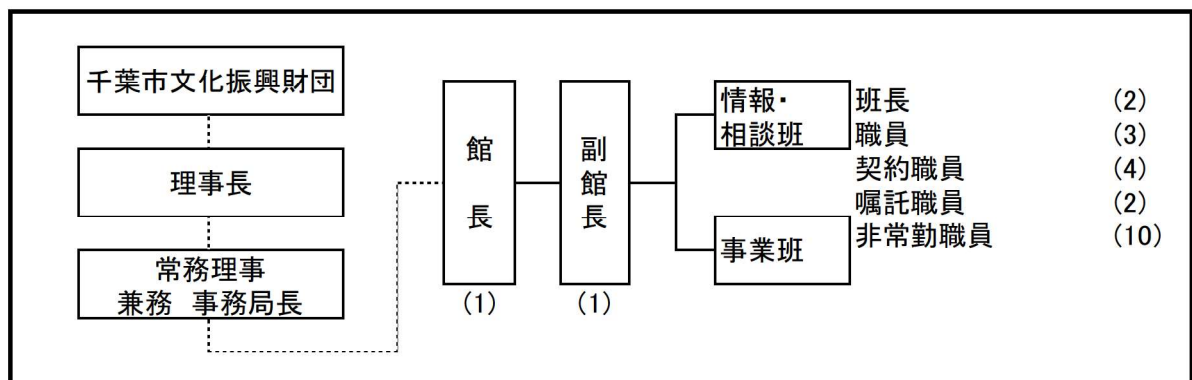 千葉市文化振興財団
理事長
常務理事
兼務 事務局長
館長
(1)
副館長
(1)
情報・
相談班
事業班
班長 (2)
職員 (3)
契約職員 (4)
嘱託職員 (2)
非常勤職員 (10)